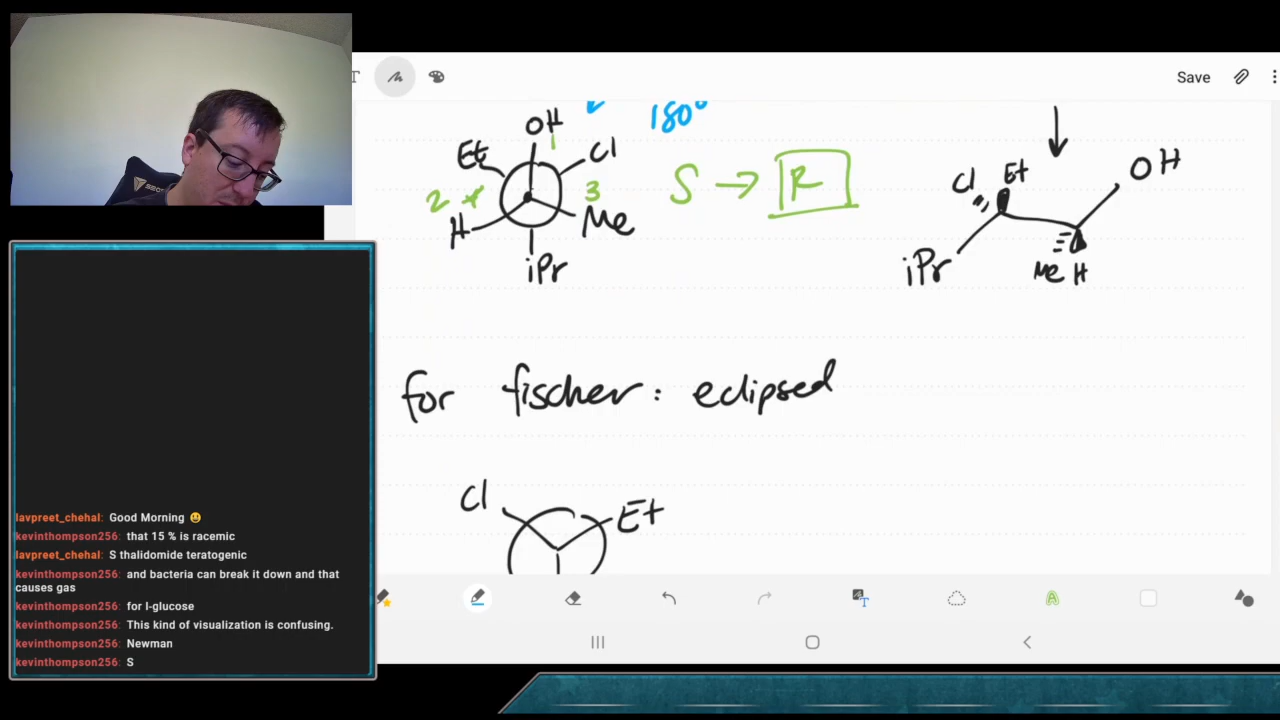 T
Save
180°
OH
Et
Cl
1
2
3
H
Me
iPr
S → R
Cl Et
OH
iPr
Me H
for fischer: eclipsed
Cl
Et
lavpreet_chehal: Good Morning 😃
kevinthompson256: that 15 % is racemic
lavpreet_chehal: S thalidomide teratogenic
kevinthompson256: and bacteria can break it down and that
causes gas
kevinthompson256: for l-glucose
kevinthompson256: This kind of visualization is confusing.
kevinthompson256: Newman
kevinthompson256: S